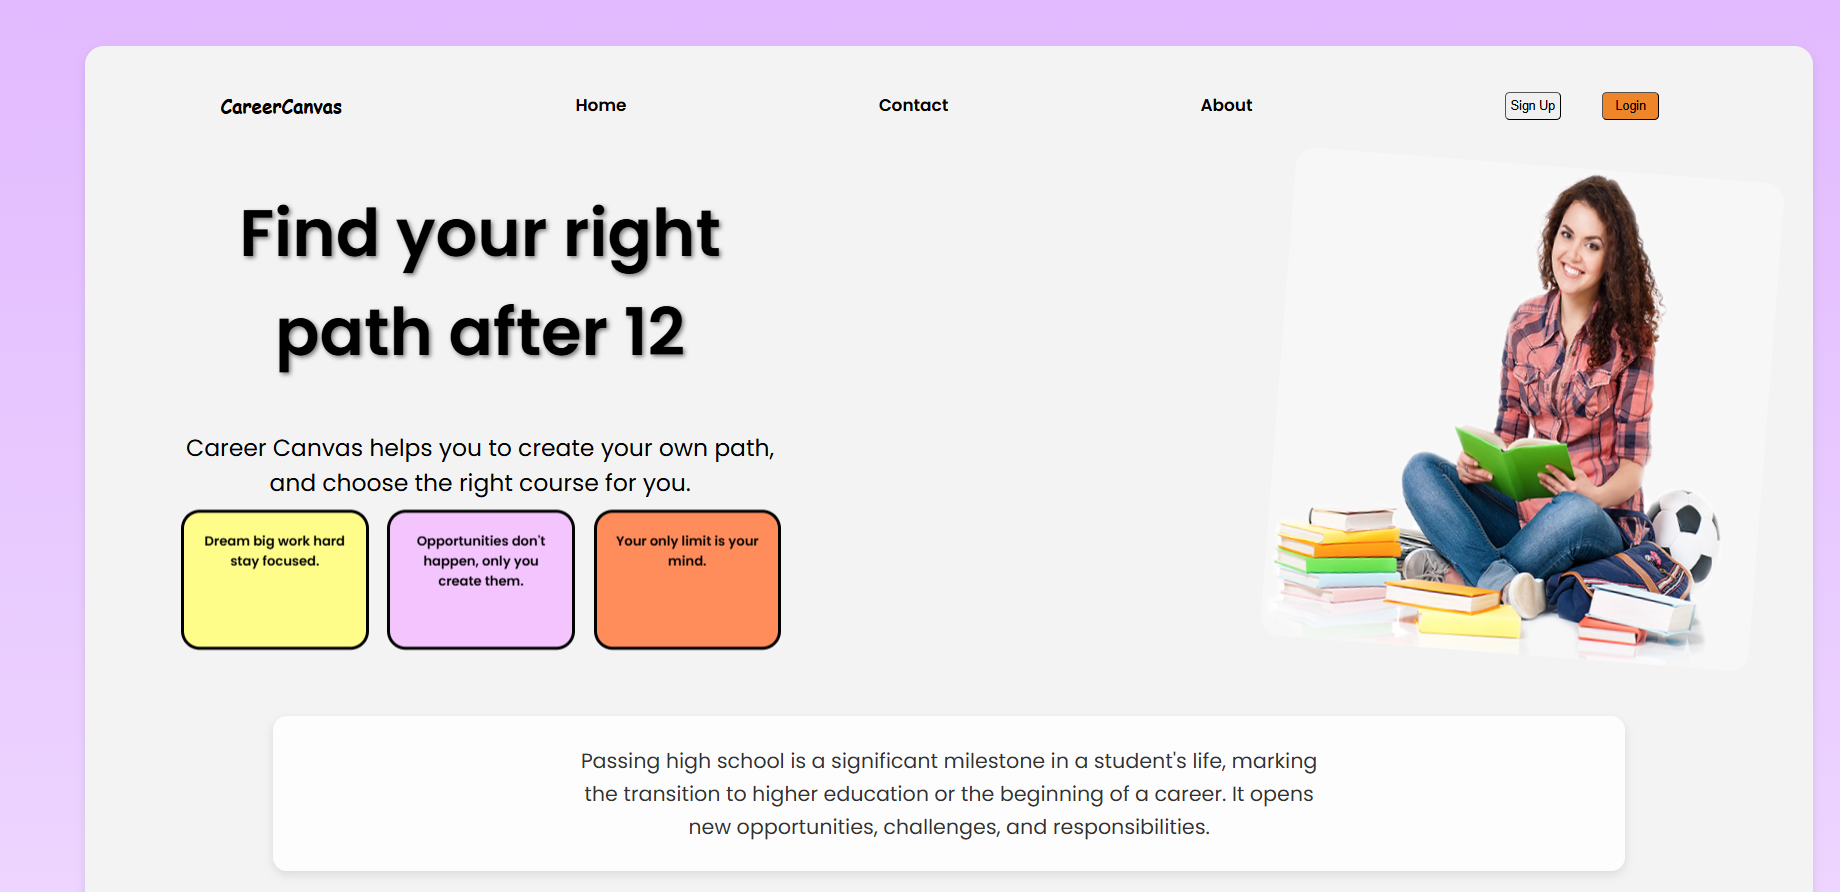 CareerCanvas
Home
Contact
About
Sign Up
Login
Find your right
path after 12
Career Canvas helps you to create your own path,
and choose the right course for you.
Dream big work hard
stay focused.
Opportunities don't
happen, only you
create them.
Your only limit is your
mind.
Passing high school is a significant milestone in a student's life, marking
the transition to higher education or the beginning of a career. It opens
new opportunities, challenges, and responsibilities.